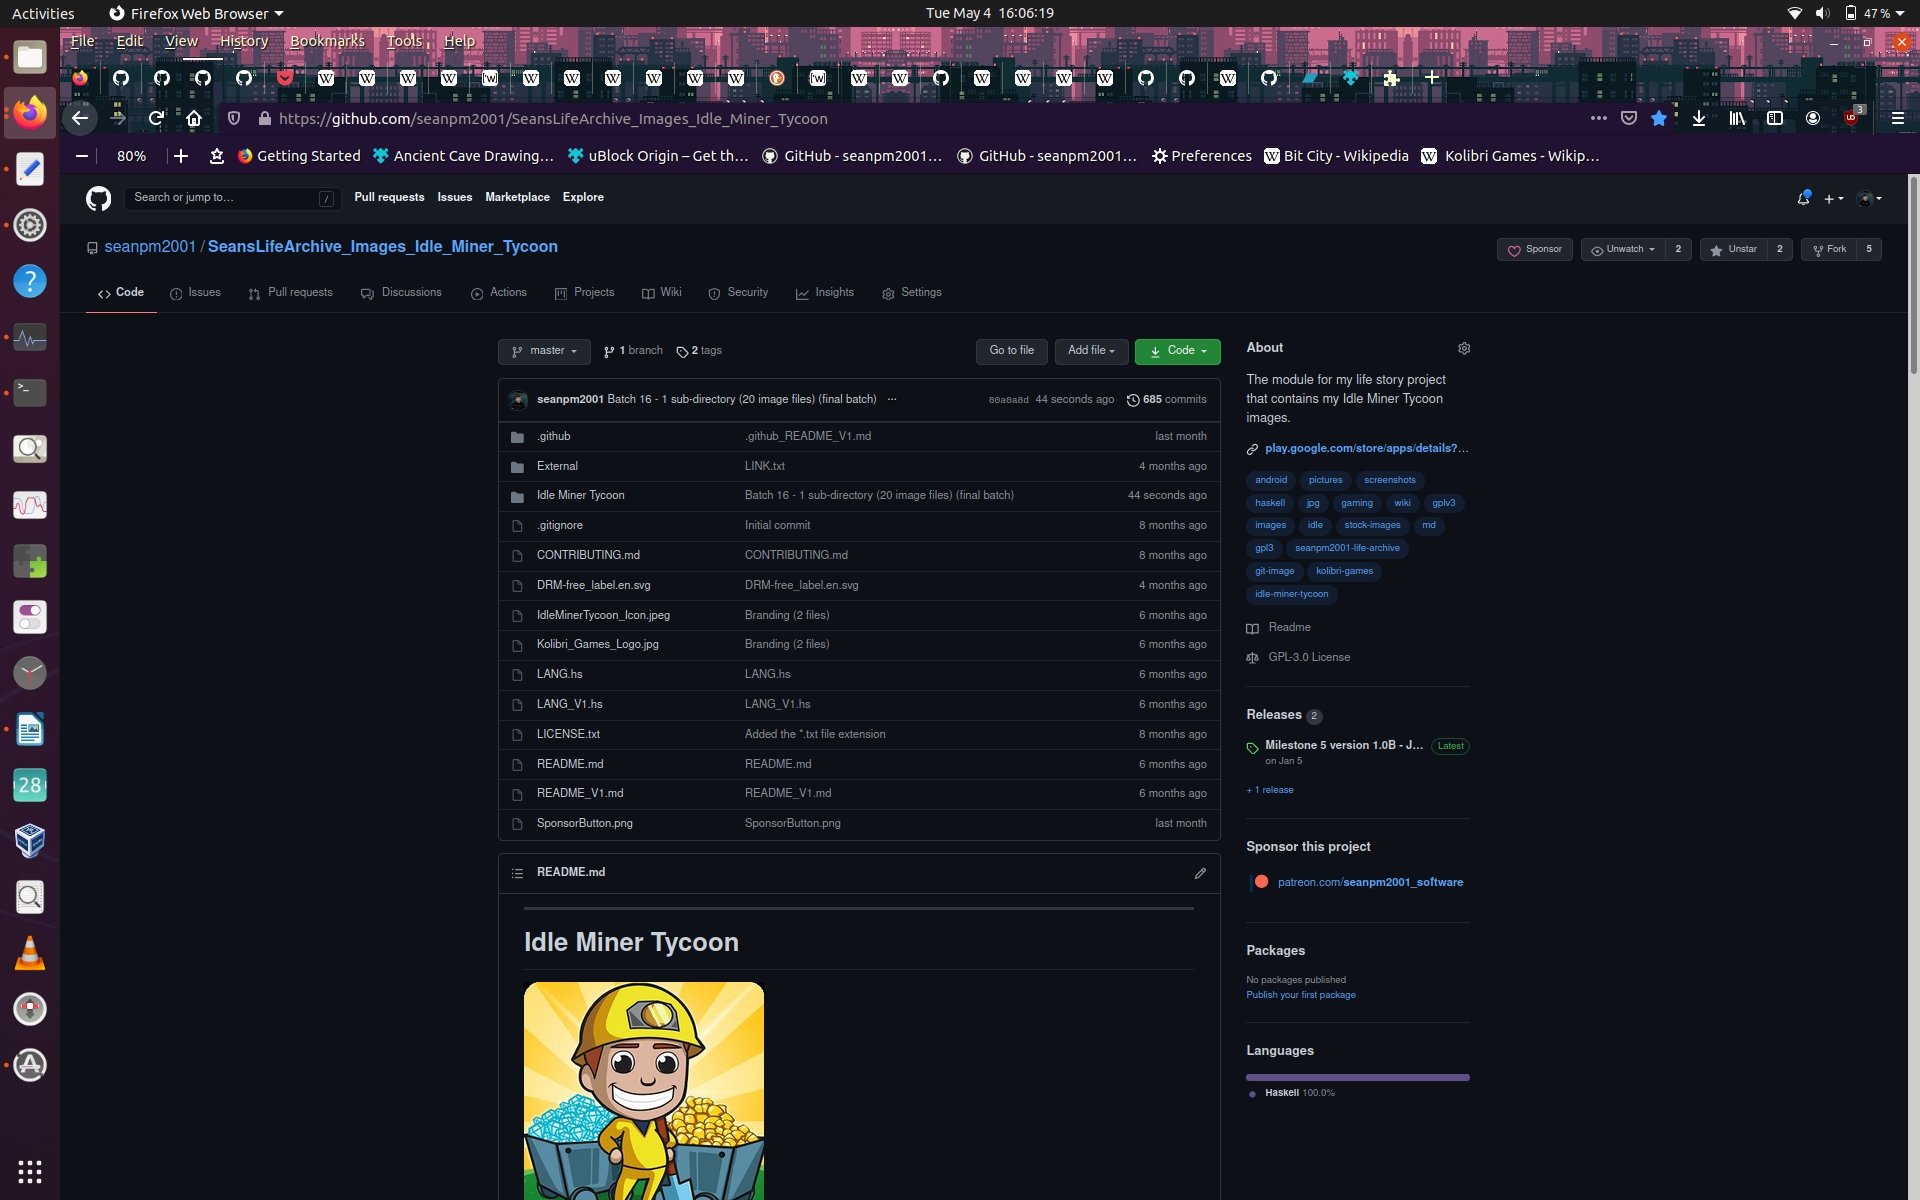 Activities Firefox Web Browser Tue May 4 16:06:19 47 %
File Edit View History Bookmarks Tools Help
https://github.com/seanpm2001/SeansLifeArchive_Images_Idle_Miner_Tycoon 3
80% Getting Started Ancient Cave Drawing… uBlock Origin – Get th… GitHub - seanpm2001… GitHub - seanpm2001… Preferences Bit City - Wikipedia Kolibri Games - Wikip…
Search or jump to… / Pull requests Issues Marketplace Explore
seanpm2001 / SeansLifeArchive_Images_Idle_Miner_Tycoon Sponsor Unwatch 2 Unstar 2 Fork 5
Code Issues Pull requests Discussions Actions Projects Wiki Security Insights Settings
master 1 branch 2 tags Go to file Add file Code
seanpm2001 Batch 16 - 1 sub-directory (20 image files) (final batch) ... 80a0a8d 44 seconds ago 685 commits
.github .github_README_V1.md last month
External LINK.txt 4 months ago
Idle Miner Tycoon Batch 16 - 1 sub-directory (20 image files) (final batch) 44 seconds ago
.gitignore Initial commit 8 months ago
CONTRIBUTING.md CONTRIBUTING.md 8 months ago
DRM-free_label.en.svg DRM-free_label.en.svg 4 months ago
IdleMinerTycoon_Icon.jpeg Branding (2 files) 6 months ago
Kolibri_Games_Logo.jpg Branding (2 files) 6 months ago
LANG.hs LANG.hs 6 months ago
LANG_V1.hs LANG_V1.hs 6 months ago
LICENSE.txt Added the *.txt file extension 8 months ago
README.md README.md 6 months ago
README_V1.md README_V1.md 6 months ago
SponsorButton.png SponsorButton.png last month
README.md
Idle Miner Tycoon
About
The module for my life story project
that contains my Idle Miner Tycoon
images.
play.google.com/store/apps/details?…
android pictures screenshots
haskell jpg gaming wiki gplv3
images idle stock-images md
gpl3 seanpm2001-life-archive
git-image kolibri-games
idle-miner-tycoon
Readme
GPL-3.0 License
Releases 2
Milestone 5 version 1.0B - J… Latest
on Jan 5
+ 1 release
Sponsor this project
patreon.com/seanpm2001_software
Packages
No packages published
Publish your first package
Languages
Haskell 100.0%
28